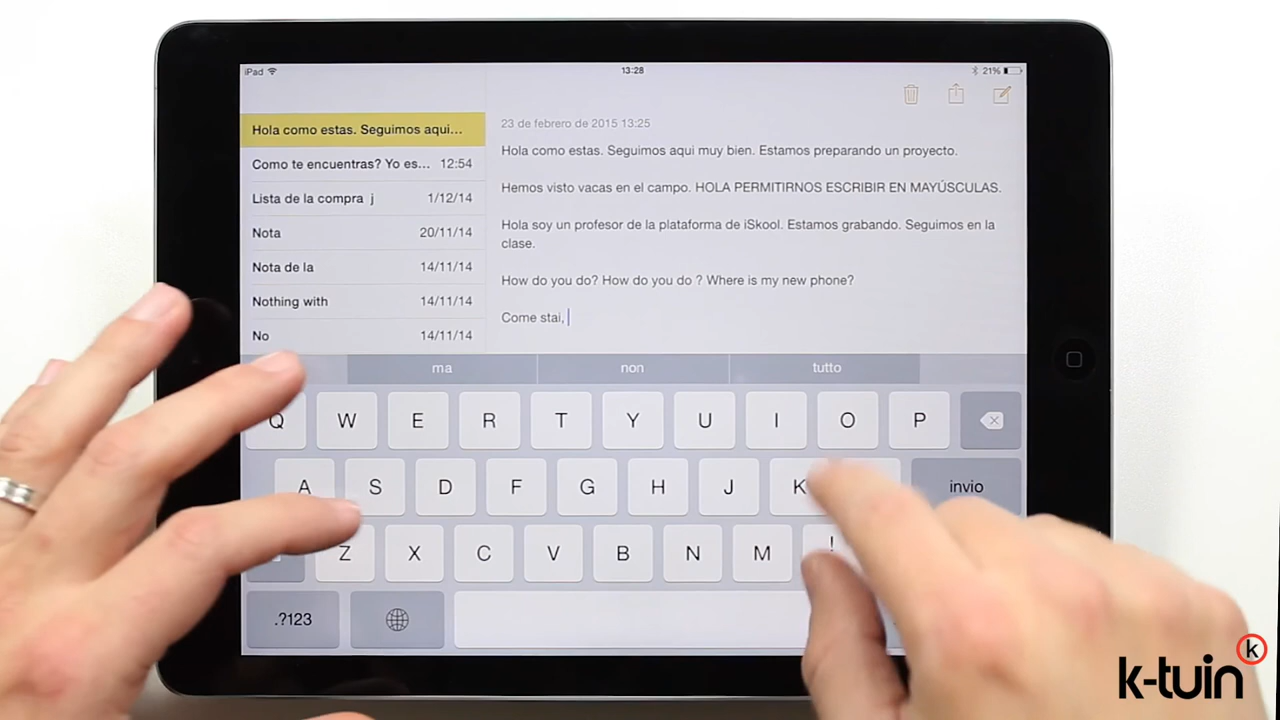 iPad 13:28 21%
Hola como estas. Seguimos aqui...
Como te encuentras? Yo es... 12:54
Lista de la compra j 1/12/14
Nota 20/11/14
Nota de la 14/11/14
Nothing with 14/11/14
No 14/11/14
23 de febrero de 2015 13:25
Hola como estas. Seguimos aqui muy bien. Estamos preparando un proyecto.
Hemos visto vacas en el campo. HOLA PERMITIRNOS ESCRIBIR EN MAYÚSCULAS.
Hola soy un profesor de la plataforma de iSkool. Estamos grabando. Seguimos en la
clase.
How do you do? How do you do ? Where is my new phone?
Come stai,
ma non tutto
Q W E R T Y U I O P
A S D F G H J K invio
Z X C V B N M !
.?123
k-tuin k